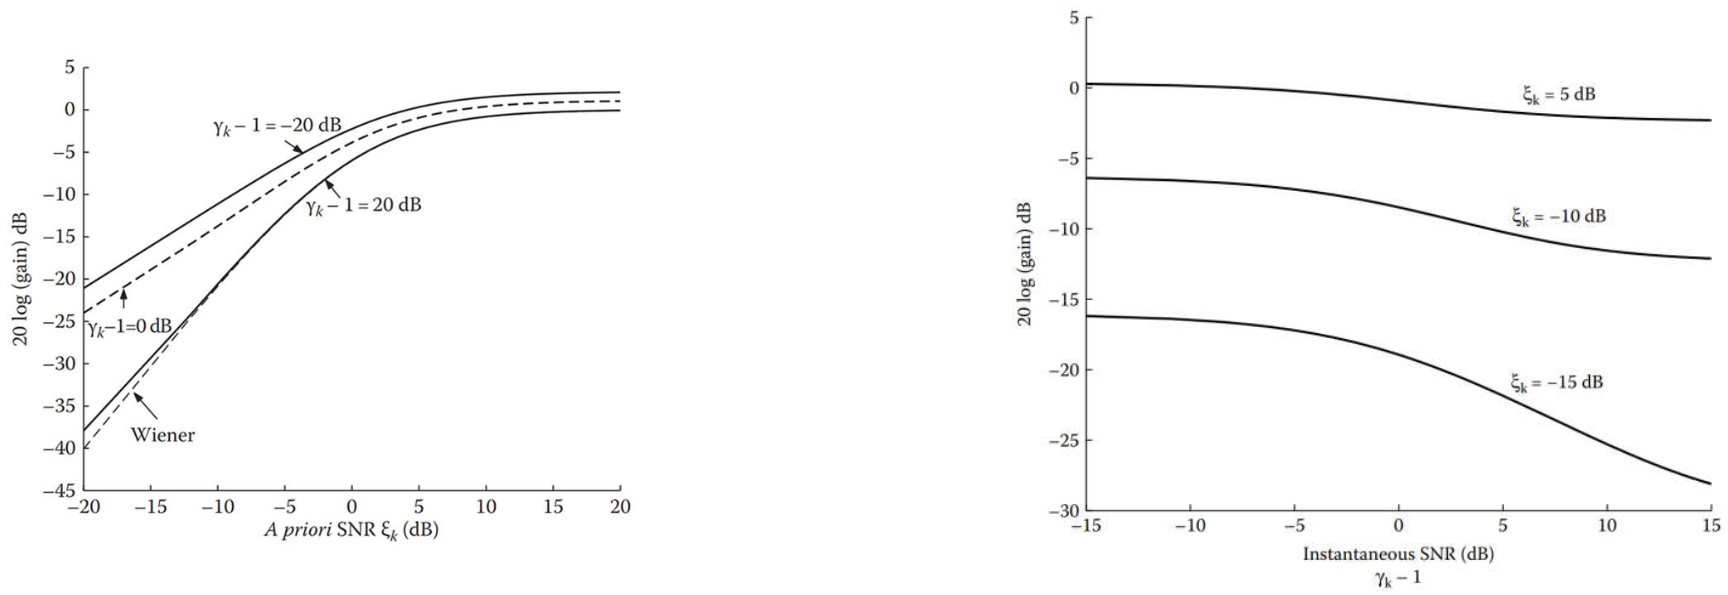 5
0
−5
−10
−15
−20
−25
−30
−35
−40
−45
20 log (gain) dB
γk − 1 = −20 dB
γk − 1 = 20 dB
γk−1=0 dB
Wiener
−20
−15
−10
−5
0
5
10
15
20
A priori SNR ξk (dB)
5
0
−5
−10
−15
−20
−25
−30
20 log (gain) dB
ξk = 5 dB
ξk = −10 dB
ξk = −15 dB
−15
−10
−5
0
5
10
15
Instantaneous SNR (dB)
γk − 1